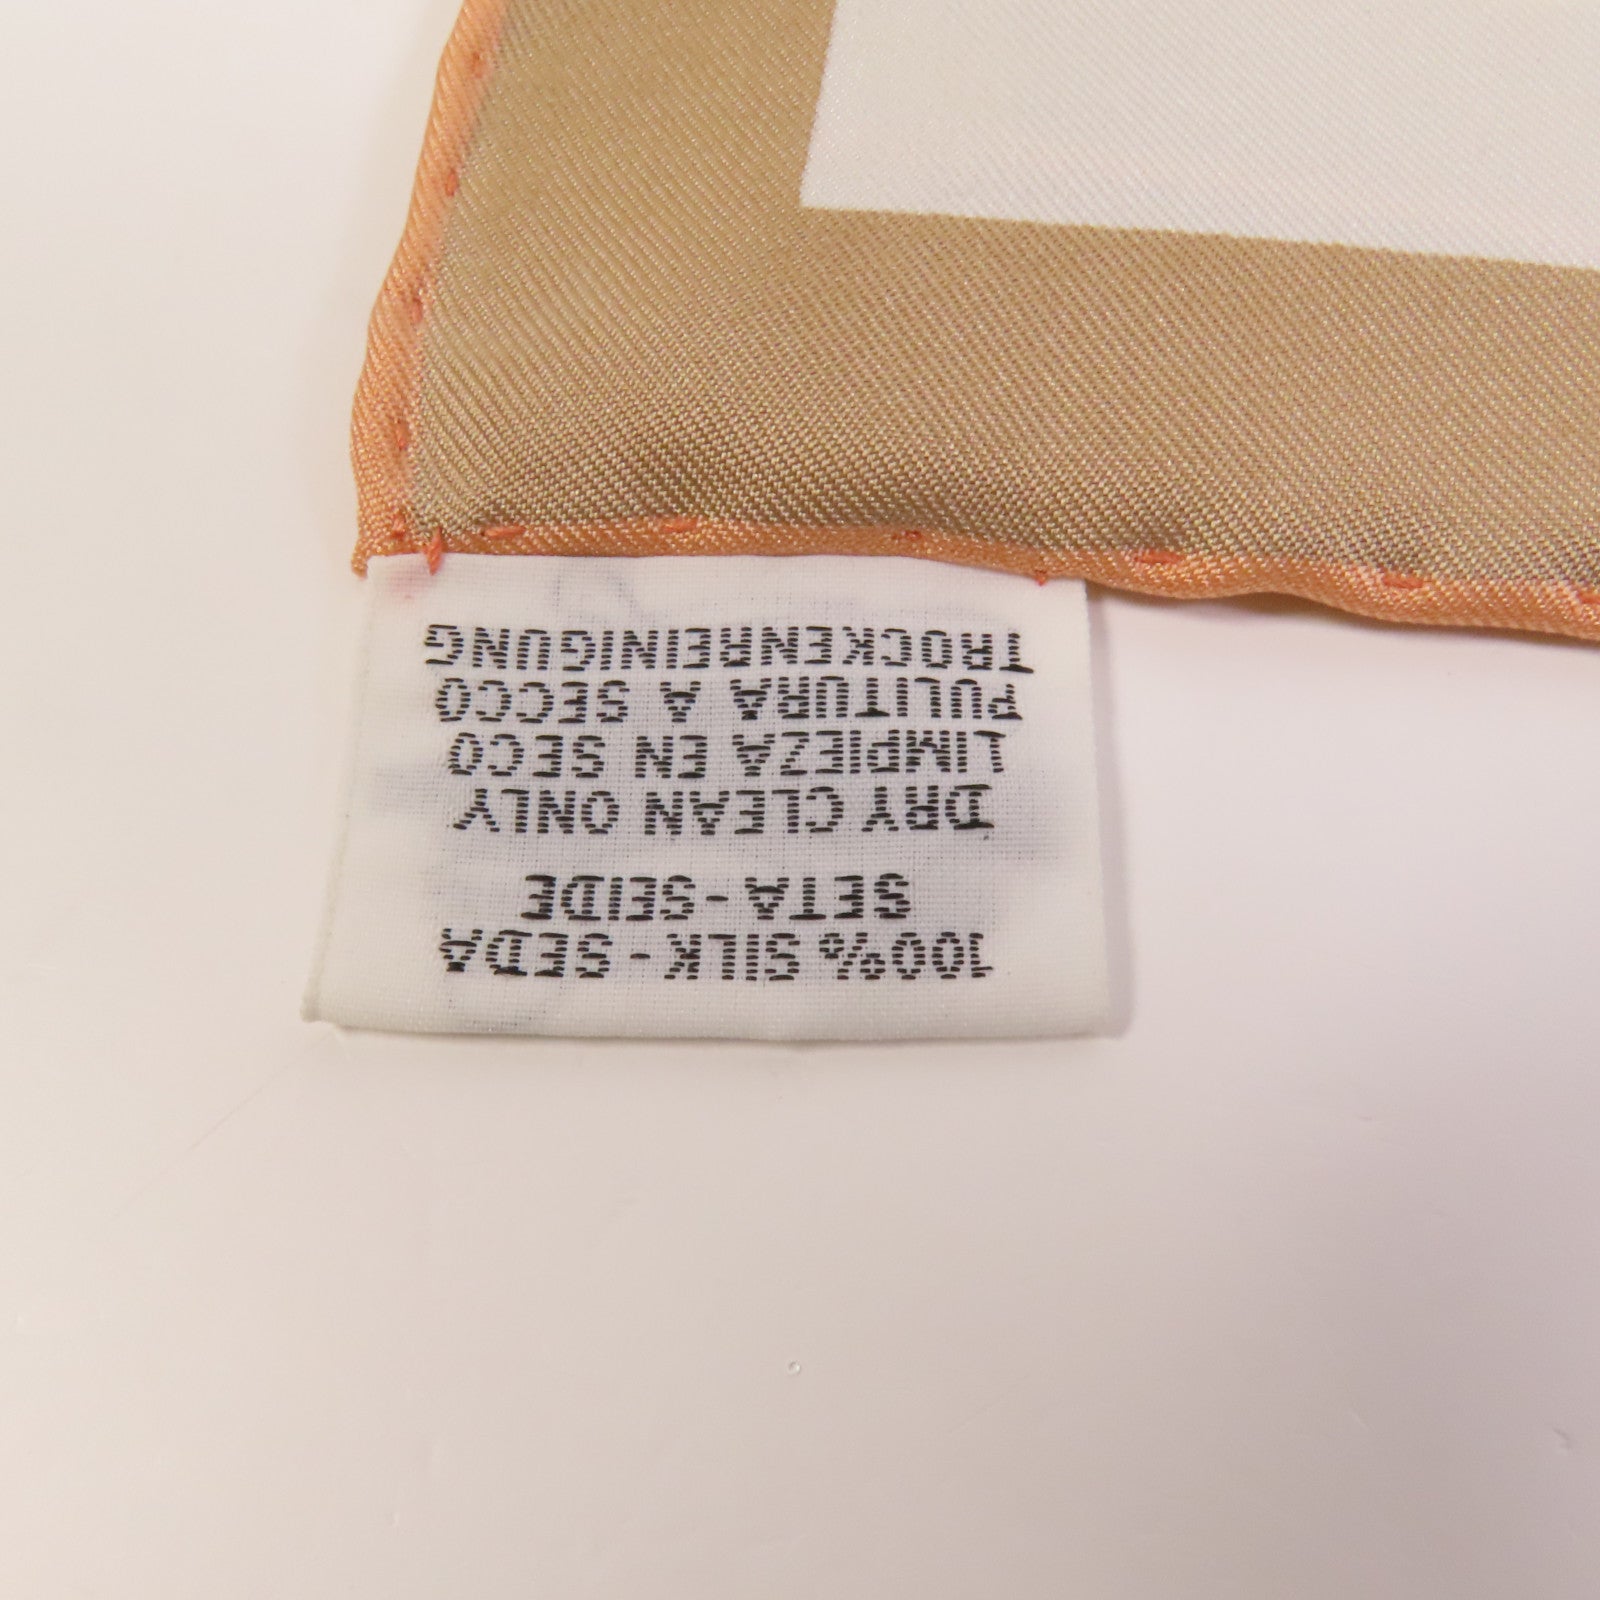 100% SILK - SEDA
SETA - SEIDE
DRY CLEAN ONLY
LIMPIEZA EN SECO
PULITURA A SECCO
TROCKENREINIGUNG